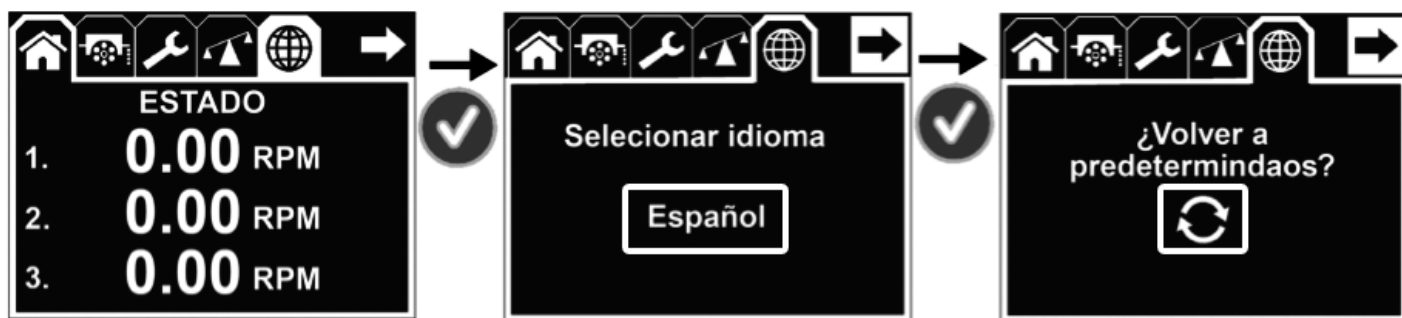 ESTADO
1. 0.00 RPM
2. 0.00 RPM
3. 0.00 RPM
Selecionar idioma
Español
¿Volver a
predetermindaos?